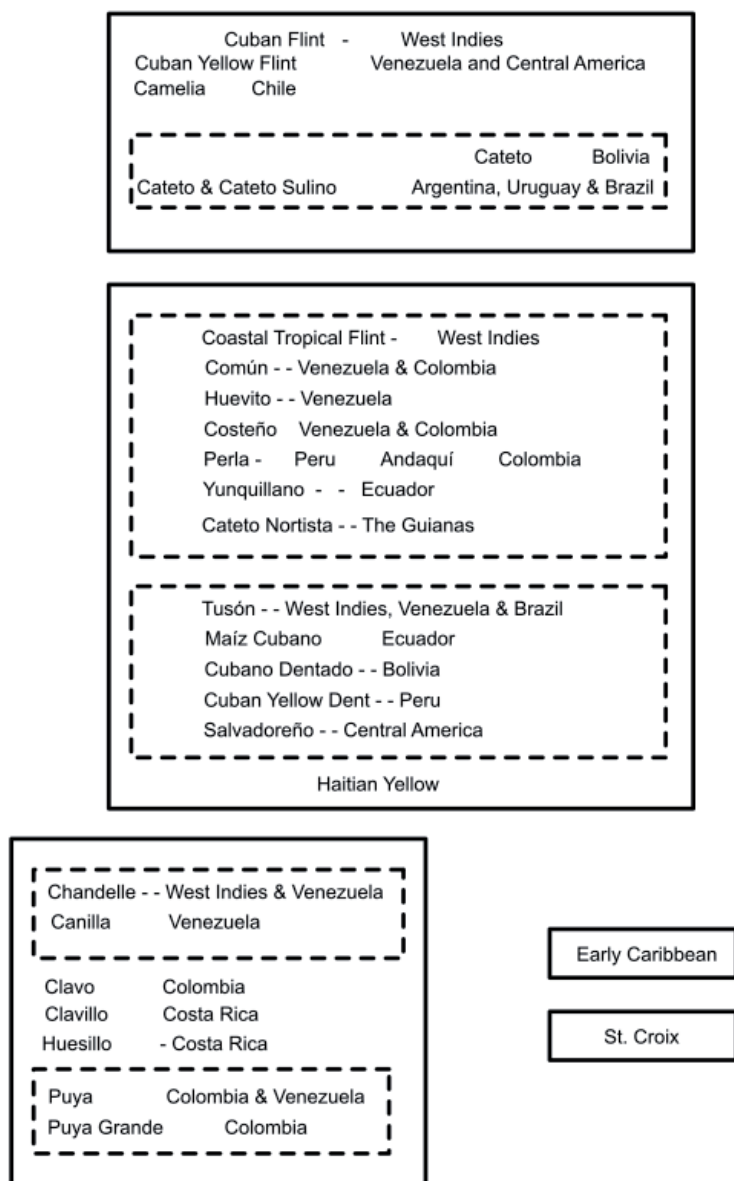 Cuban Flint - West Indies
Cuban Yellow Flint Venezuela and Central America
Camelia Chile
Cateto Bolivia
Cateto & Cateto Sulino Argentina, Uruguay & Brazil
Coastal Tropical Flint - West Indies
Común - - Venezuela & Colombia
Huevito - - Venezuela
Costeño Venezuela & Colombia
Perla - Peru Andaquí Colombia
Yunquillano - - Ecuador
Cateto Nortista - - The Guianas
Tusón - - West Indies, Venezuela & Brazil
Maíz Cubano Ecuador
Cubano Dentado - - Bolivia
Cuban Yellow Dent - - Peru
Salvadoreño - - Central America
Haitian Yellow
Chandelle - - West Indies & Venezuela
Canilla Venezuela
Clavo Colombia
Clavillo Costa Rica
Huesillo - Costa Rica
Puya Colombia & Venezuela
Puya Grande Colombia
Early Caribbean
St. Croix